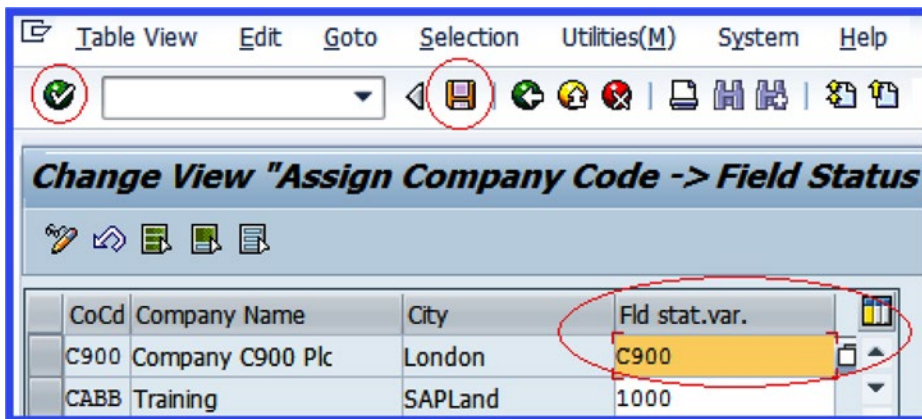 Table View Edit Goto Selection Utilities(M) System Help
Change View "Assign Company Code -> Field Status
CoCd Company Name City Fld stat.var.
C900 Company C900 Plc London C900
CABB Training SAPLand 1000